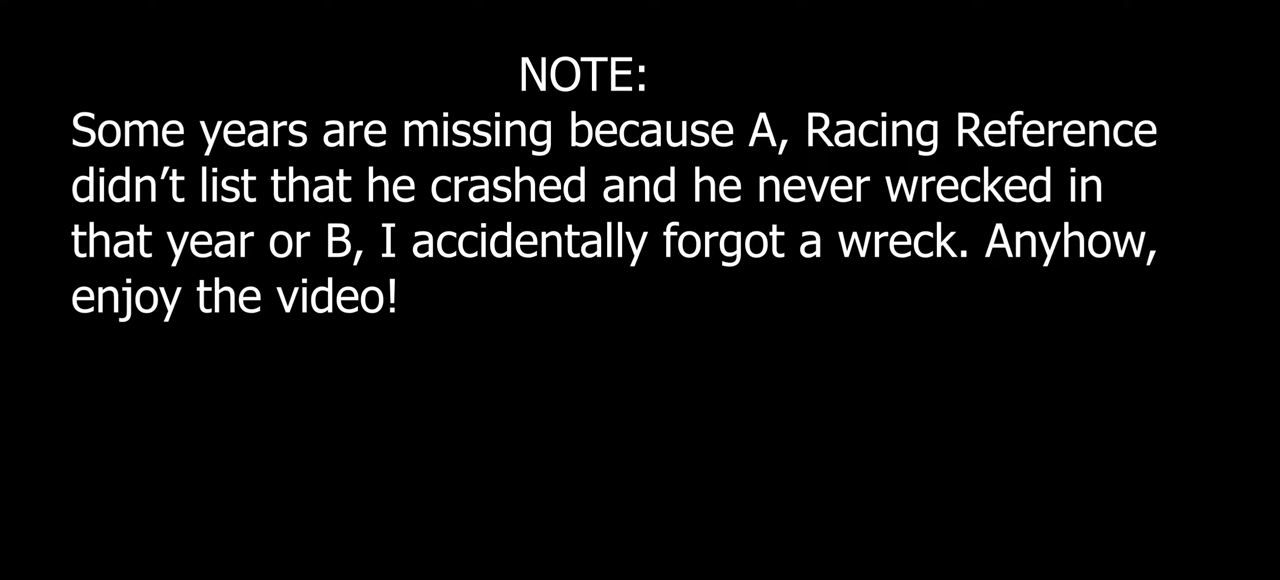 NOTE:
Some years are missing because A, Racing Reference
didn’t list that he crashed and he never wrecked in
that year or B, I accidentally forgot a wreck. Anyhow,
enjoy the video!